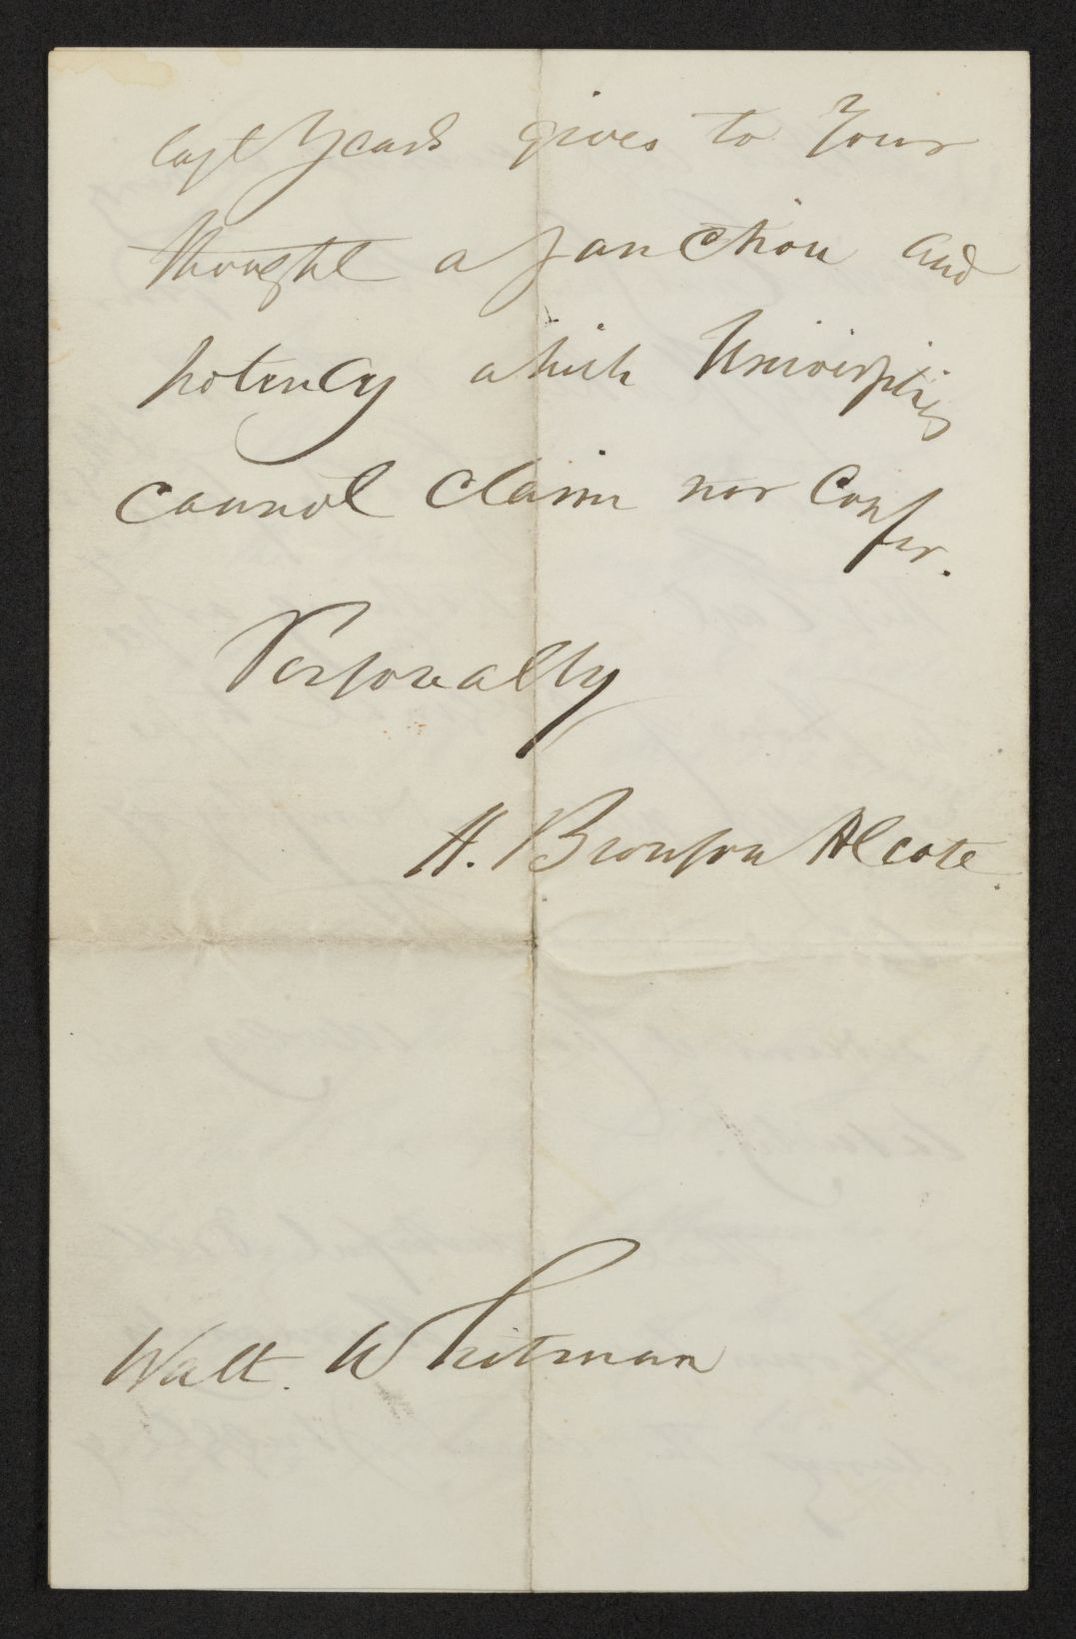 last Years gives to Your
thought a sanction and
potency which Universities
cannot claim nor Confer.
Personally
A. Bronson Alcott.
Walt. Whitman